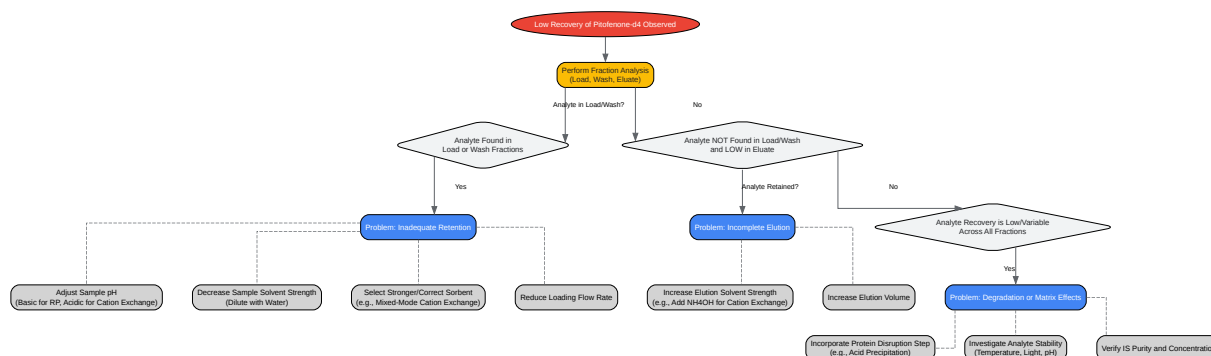 Low Recovery of Pitofenone-d4 Observed
Perform Fraction Analysis
(Load, Wash, Eluate)
Analyte in Load/Wash?
No
Analyte Found in
Load or Wash Fractions
Analyte NOT Found in Load/Wash
and LOW in Eluate
Yes
Analyte Retained?
No
Problem: Inadequate Retention
Problem: Incomplete Elution
Analyte Recovery is Low/Variable
Across All Fractions
Yes
Adjust Sample pH
(Basic for RP, Acidic for Cation Exchange)
Decrease Sample Solvent Strength
(Dilute with Water)
Select Stronger/Correct Sorbent
(e.g., Mixed-Mode Cation Exchange)
Reduce Loading Flow Rate
Increase Elution Solvent Strength
(e.g., Add NH4OH for Cation Exchange)
Increase Elution Volume
Problem: Degradation or Matrix Effects
Incorporate Protein Disruption Step
(e.g., Acid Precipitation)
Investigate Analyte Stability
(Temperature, Light, pH)
Verify IS Purity and Concentratio